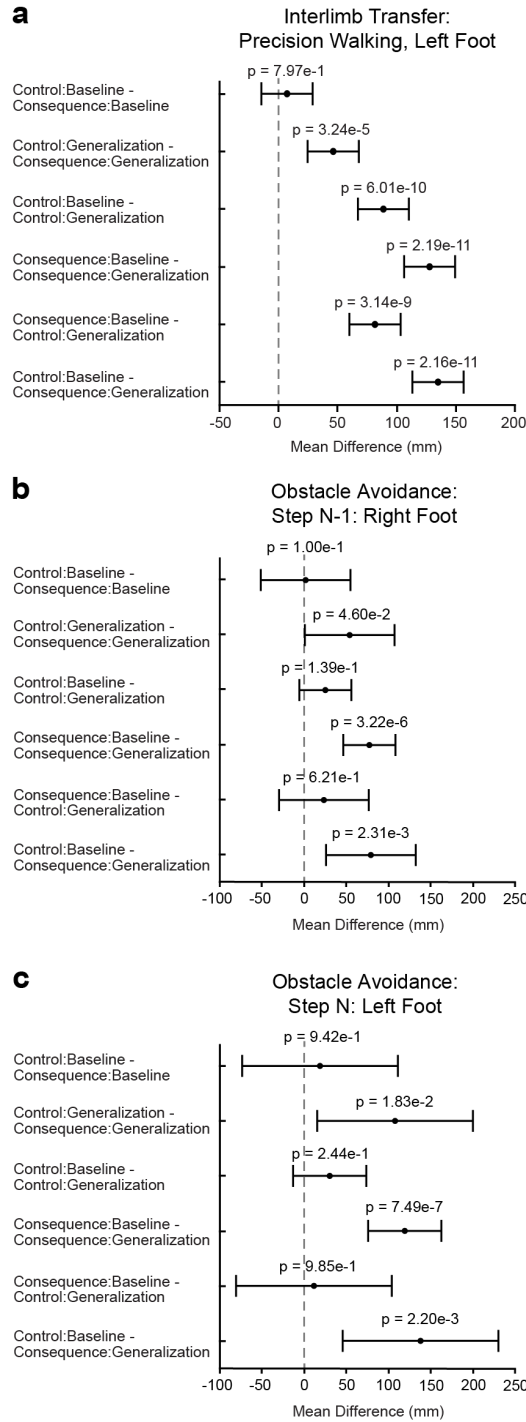 a
Interlimb Transfer:
Precision Walking, Left Foot
p = 7.97e-1
Control:Baseline -
Consequence:Baseline
p = 3.24e-5
Control:Generalization -
Consequence:Generalization
p = 6.01e-10
Control:Baseline -
Control:Generalization
p = 2.19e-11
Consequence:Baseline -
Consequence:Generalization
p = 3.14e-9
Consequence:Baseline -
Control:Generalization
p = 2.16e-11
Control:Baseline -
Consequence:Generalization
-50 0 50 100 150 200
Mean Difference (mm)
b
Obstacle Avoidance:
Step N-1: Right Foot
p = 1.00e-1
Control:Baseline -
Consequence:Baseline
p = 4.60e-2
Control:Generalization -
Consequence:Generalization
p = 1.39e-1
Control:Baseline -
Control:Generalization
p = 3.22e-6
Consequence:Baseline -
Consequence:Generalization
p = 6.21e-1
Consequence:Baseline -
Control:Generalization
p = 2.31e-3
Control:Baseline -
Consequence:Generalization
-100 -50 0 50 100 150 200 250
Mean Difference (mm)
c
Obstacle Avoidance:
Step N: Left Foot
p = 9.42e-1
Control:Baseline -
Consequence:Baseline
p = 1.83e-2
Control:Generalization -
Consequence:Generalization
p = 2.44e-1
Control:Baseline -
Control:Generalization
p = 7.49e-7
Consequence:Baseline -
Consequence:Generalization
p = 9.85e-1
Consequence:Baseline -
Control:Generalization
p = 2.20e-3
Control:Baseline -
Consequence:Generalization
-100 -50 0 50 100 150 200 250
Mean Difference (mm)